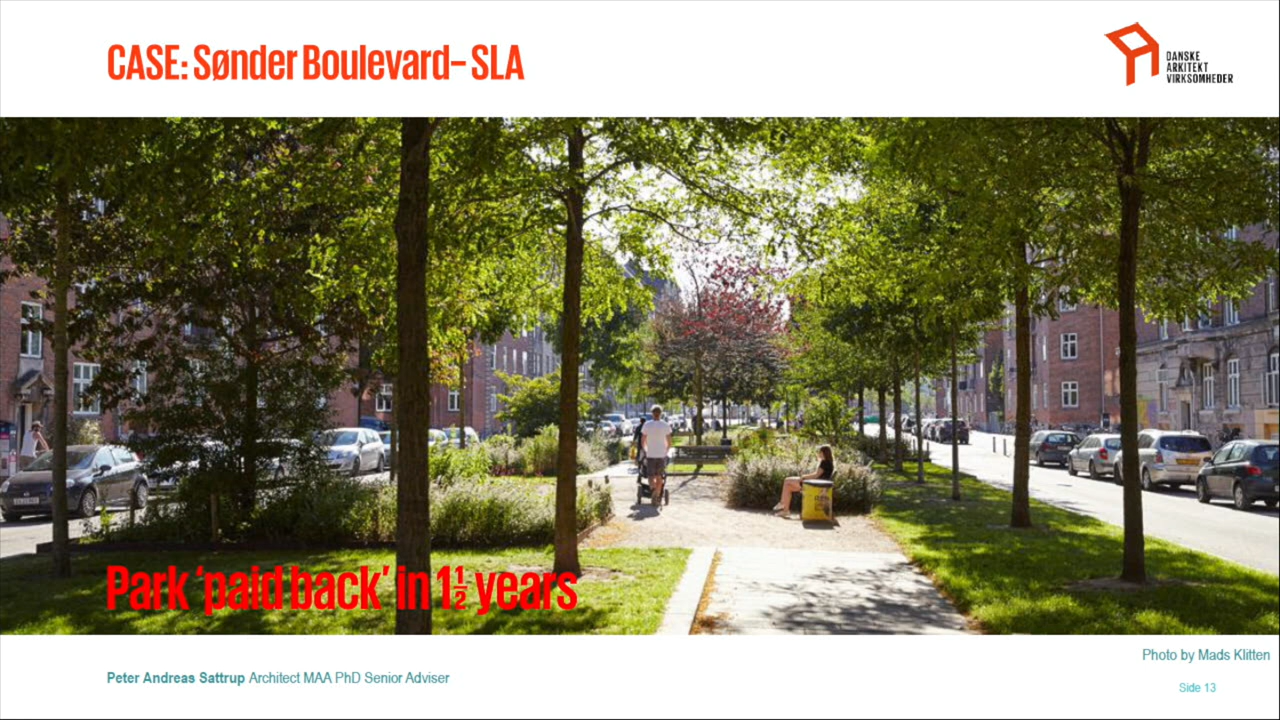 CASE: Sønder Boulevard– SLA
DANSKE
ARKITEKT
VIRKSOMHEDER
Park ‘paid back’ in 1½ years
Photo by Mads Klitten
Peter Andreas Sattrup Architect MAA PhD Senior Adviser
Side 13